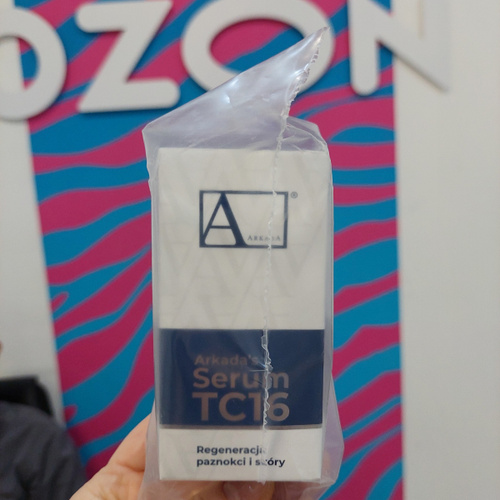 OZON
A®
ARKADA
Arkada's
Serum
TC16
Regeneracja
paznokci i skóry